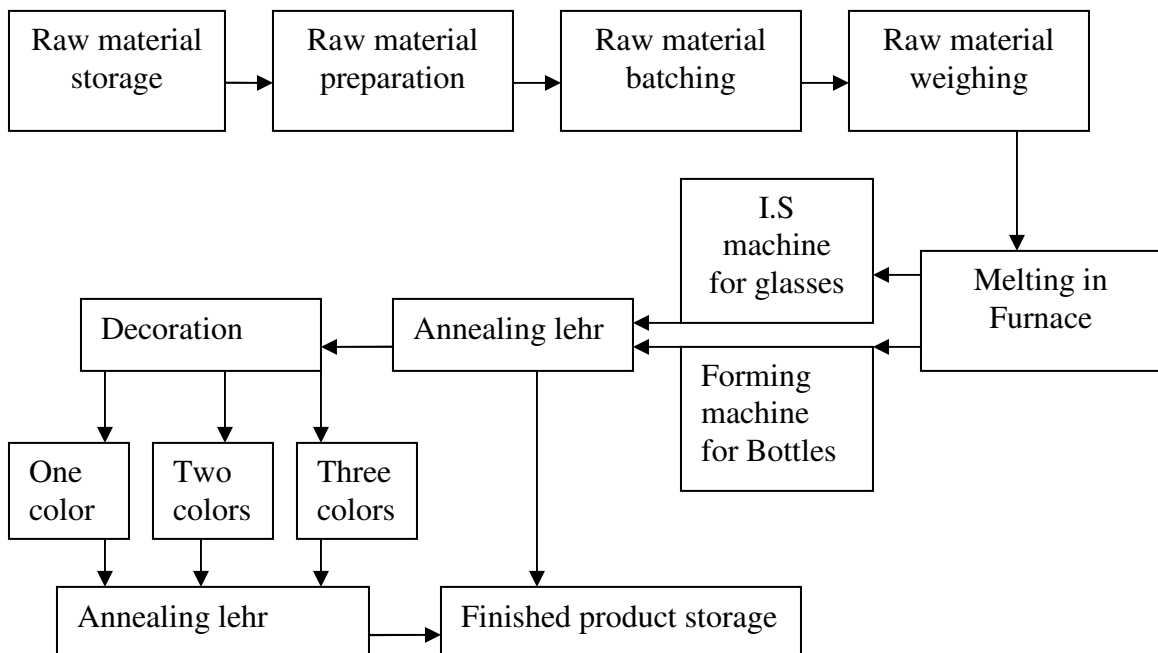 Raw material
storage
Raw material
preparation
Raw material
batching
Raw material
weighing
I.S
machine
for glasses
Melting in
Furnace
Decoration
Annealing lehr
Forming
machine
for Bottles
One
color
Two
colors
Three
colors
Annealing lehr
Finished product storage